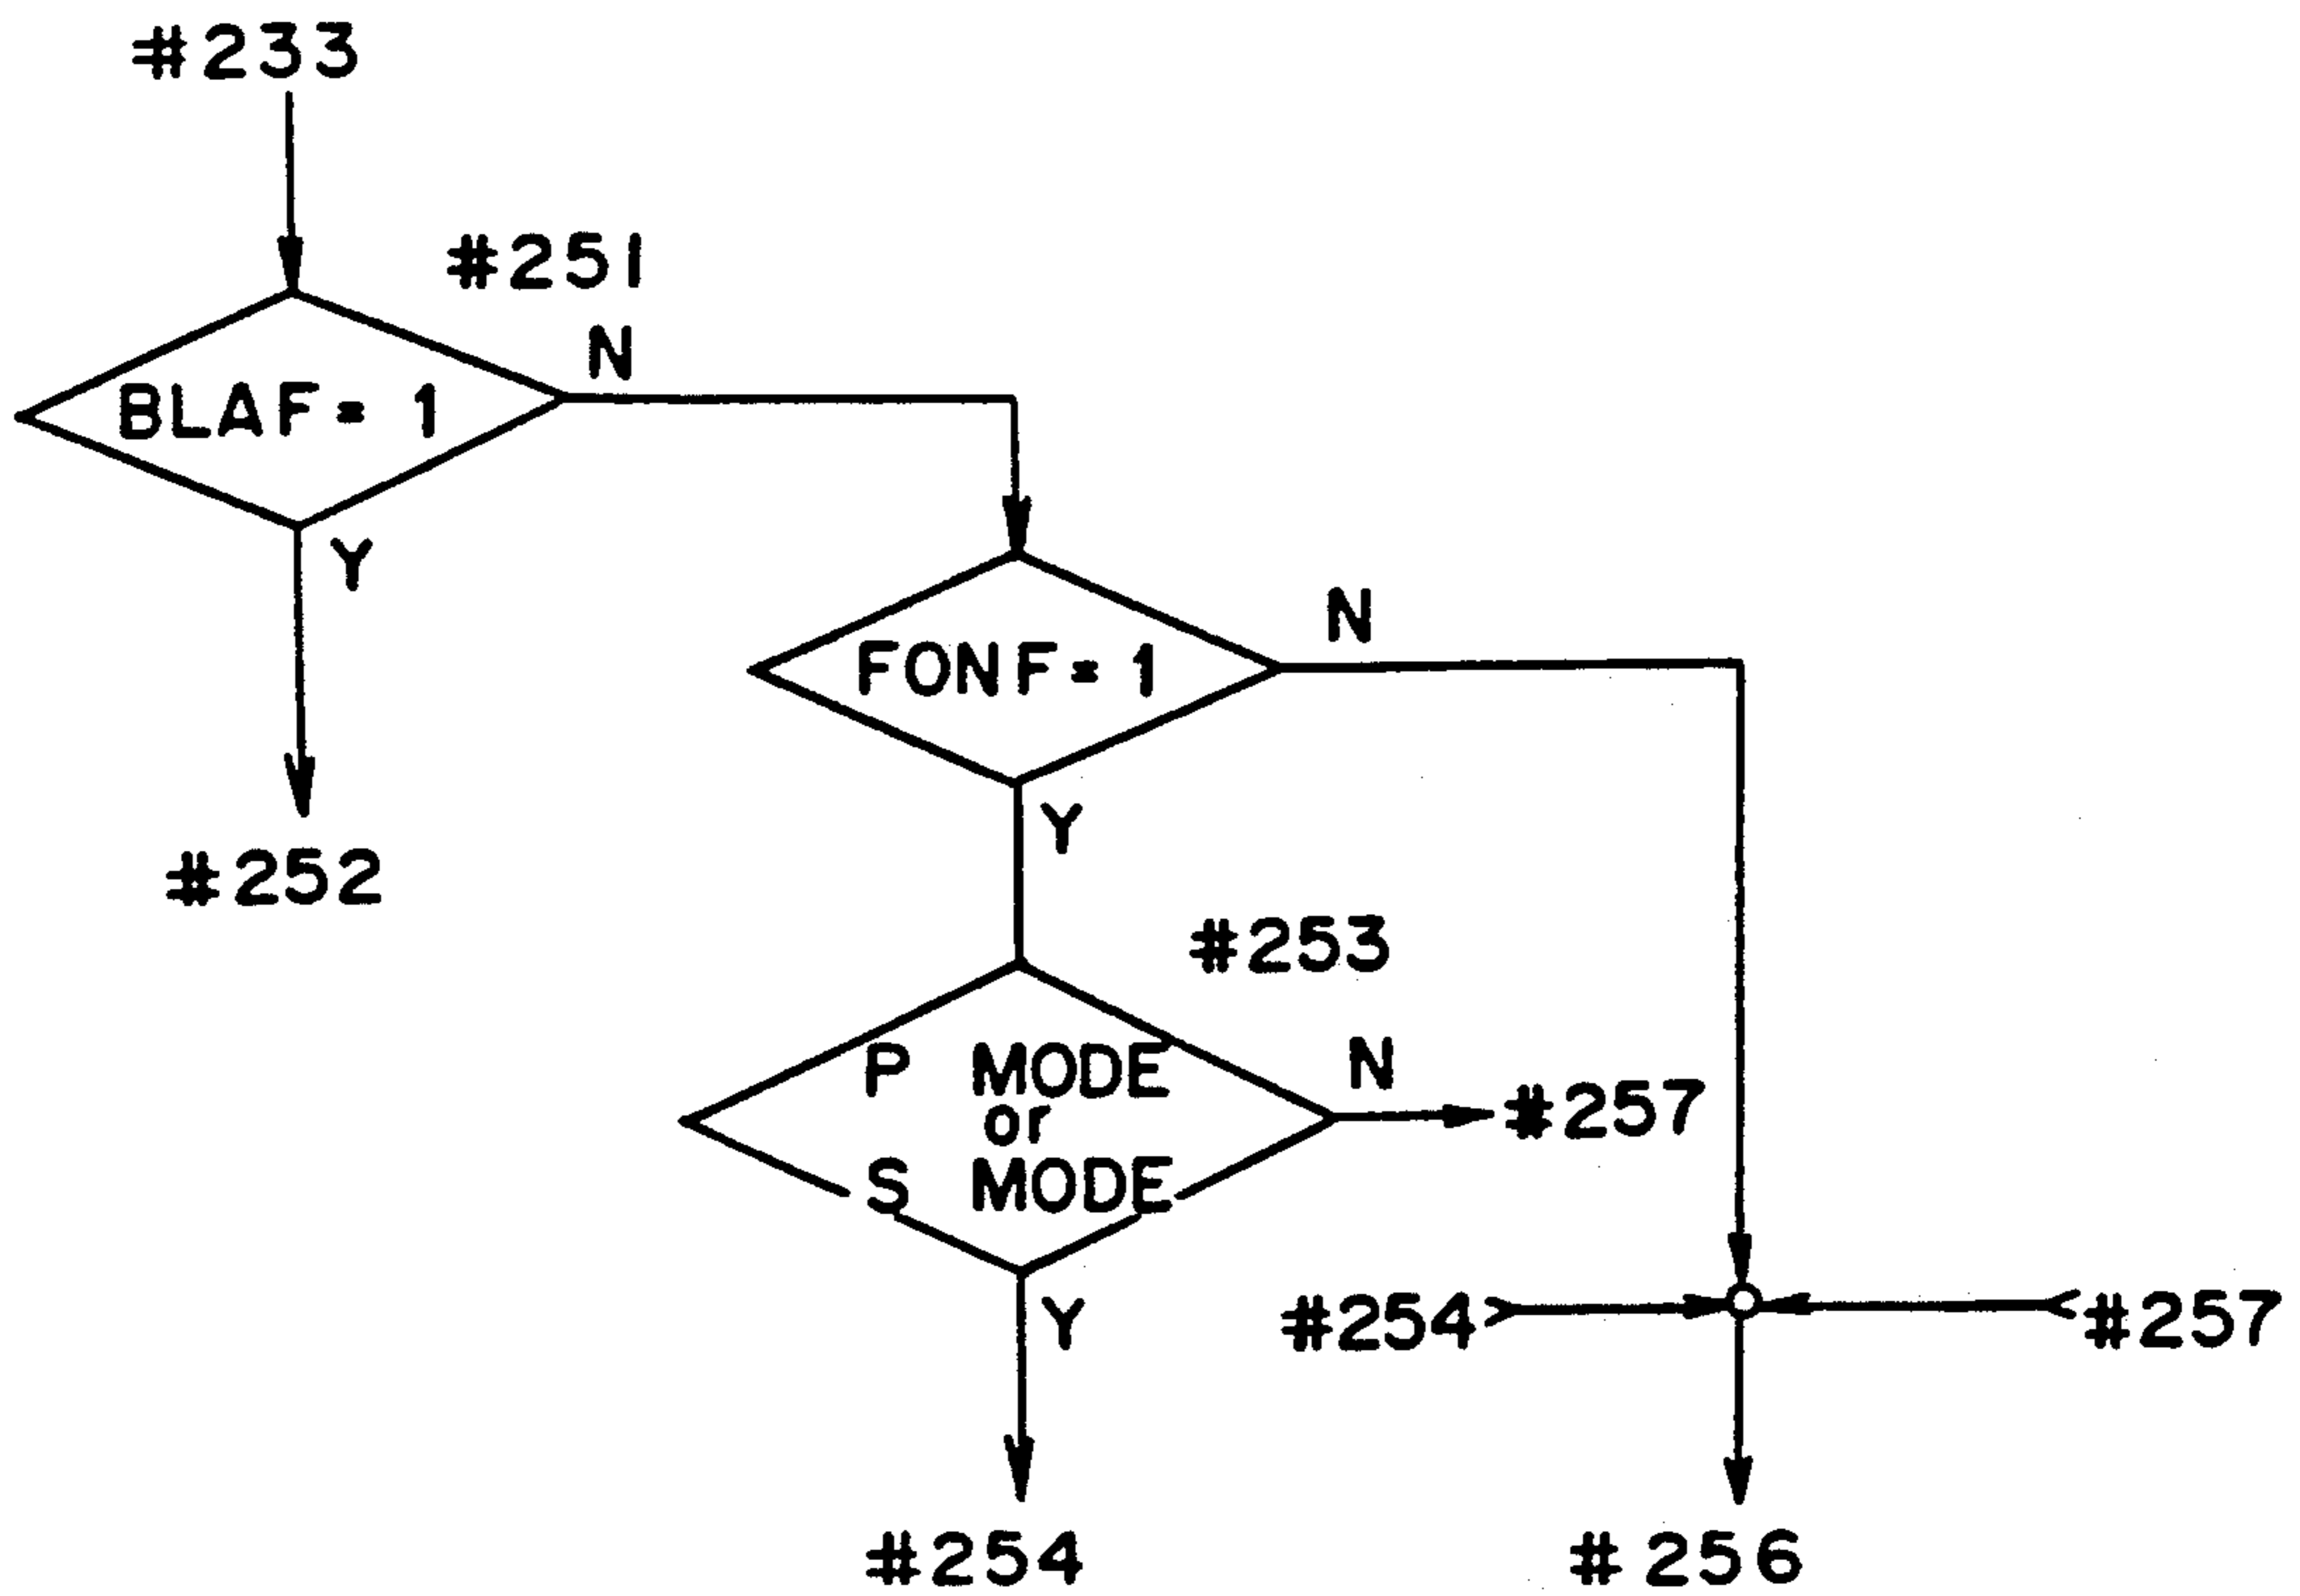 #233
#251
N
BLAF= 1
Y
#252
N
FONF= 1
Y
#253
P MODE
or
S MODE
N
#257
Y
#254
#257
#254
#256